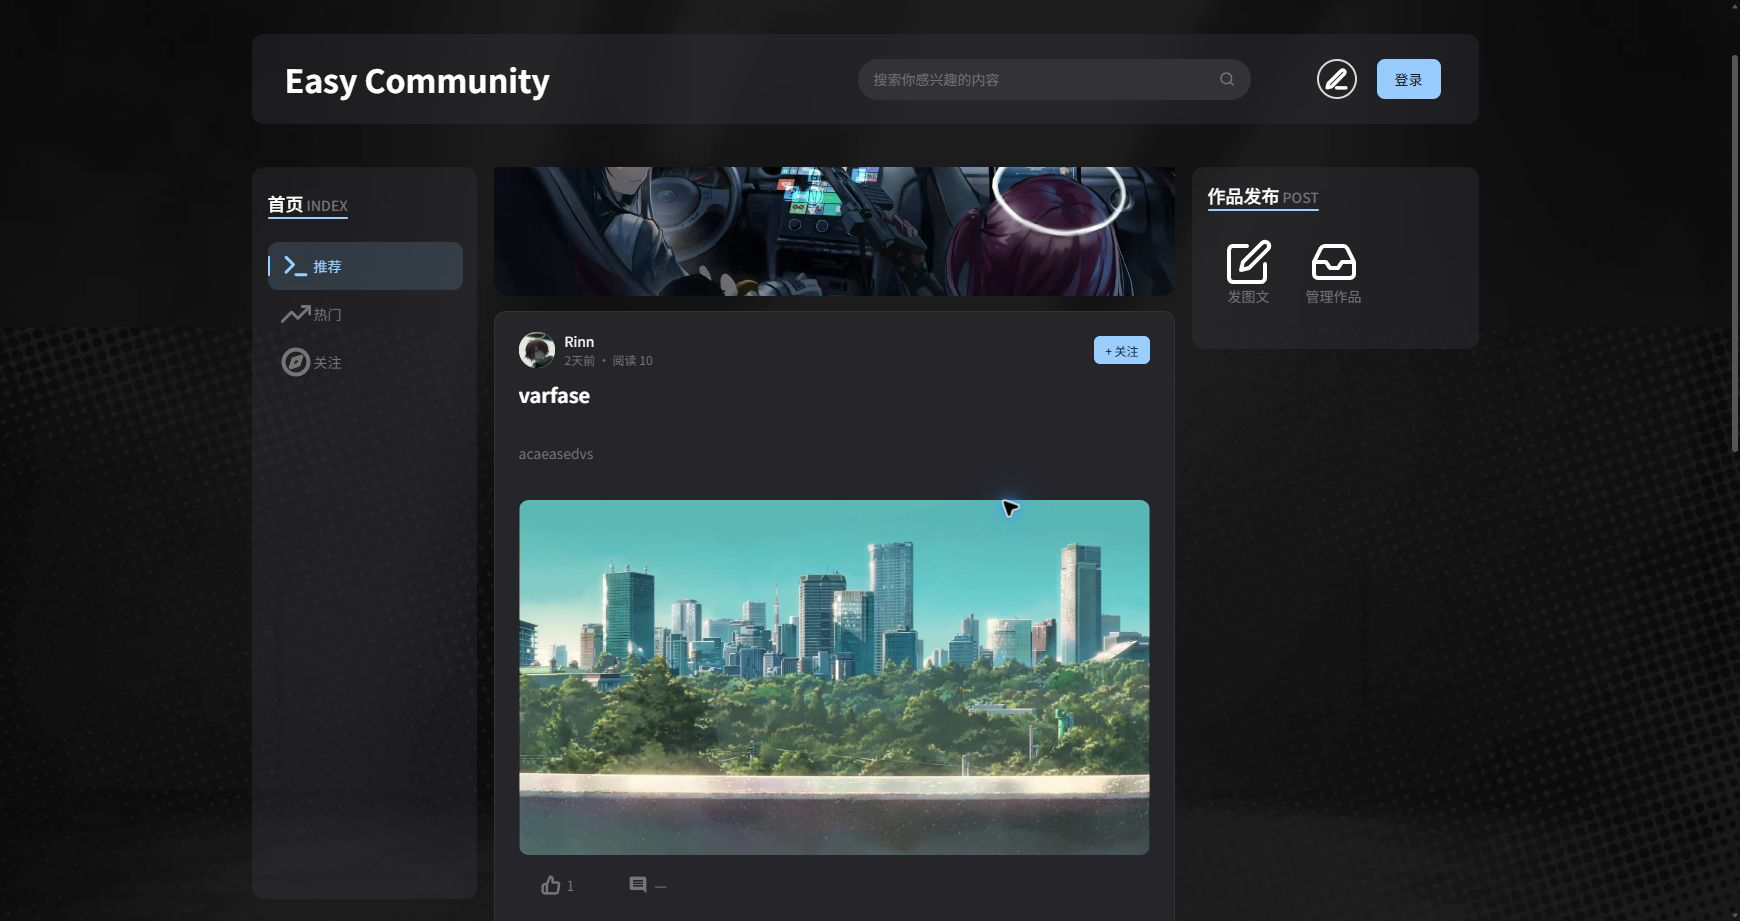 Easy Community
搜索你感兴趣的内容
登录
首页 INDEX
推荐
热门
关注
Rinn
2天前 · 阅读 10
+ 关注
varfase
acaeasedvs
1
—
作品发布 POST
发图文
管理作品